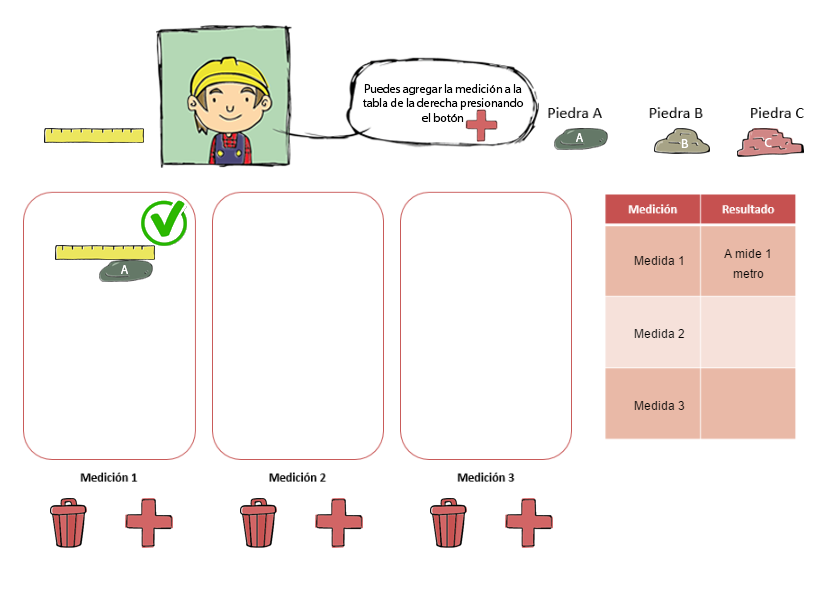 Puedes agregar la medición a la
tabla de la derecha presionando
el botón
Piedra A
Piedra B
Piedra C
A
B
C
A
Medición
Resultado
Medida 1
A mide 1
metro
Medida 2
Medida 3
Medición 1
Medición 2
Medición 3